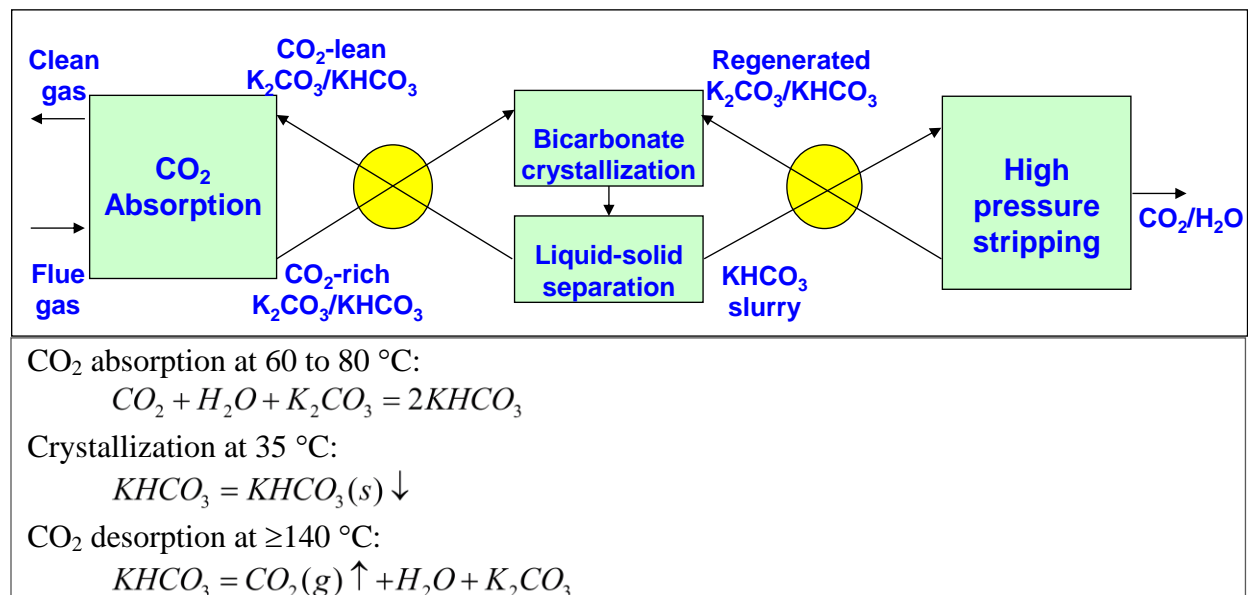 Clean
gas
CO₂-lean
K₂CO₃/KHCO₃
Regenerated
K₂CO₃/KHCO₃
CO₂
Absorption
Bicarbonate
crystallization
High
pressure
stripping
CO₂/H₂O
Liquid-solid
separation
Flue
gas
CO₂-rich
K₂CO₃/KHCO₃
KHCO₃
slurry
CO₂ absorption at 60 to 80 °C:
CO₂ + H₂O + K₂CO₃ = 2KHCO₃
Crystallization at 35 °C:
KHCO₃ = KHCO₃(s) ↓
CO₂ desorption at ≥140 °C:
KHCO₃ = CO₂(g) ↑ +H₂O + K₂CO₃